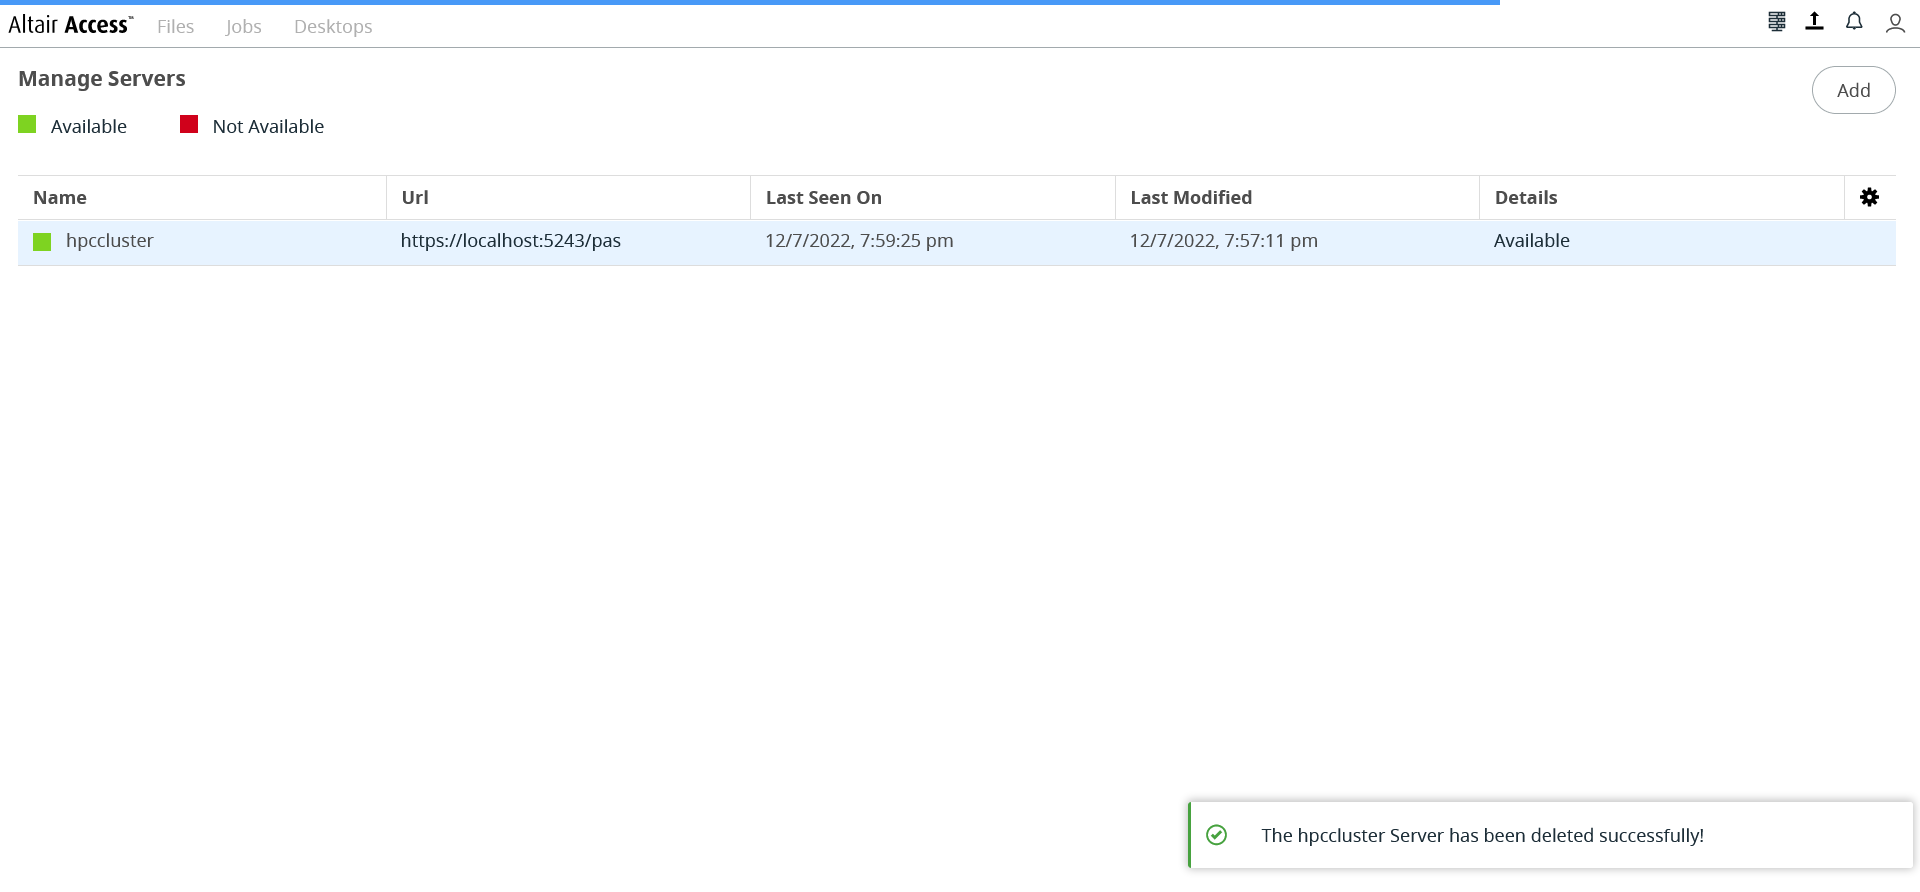 Altair Access™ Files Jobs Desktops
Manage Servers
Add
Available Not Available
Name Url Last Seen On Last Modified Details
hpccluster https://localhost:5243/pas 12/7/2022, 7:59:25 pm 12/7/2022, 7:57:11 pm Available
The hpccluster Server has been deleted successfully!